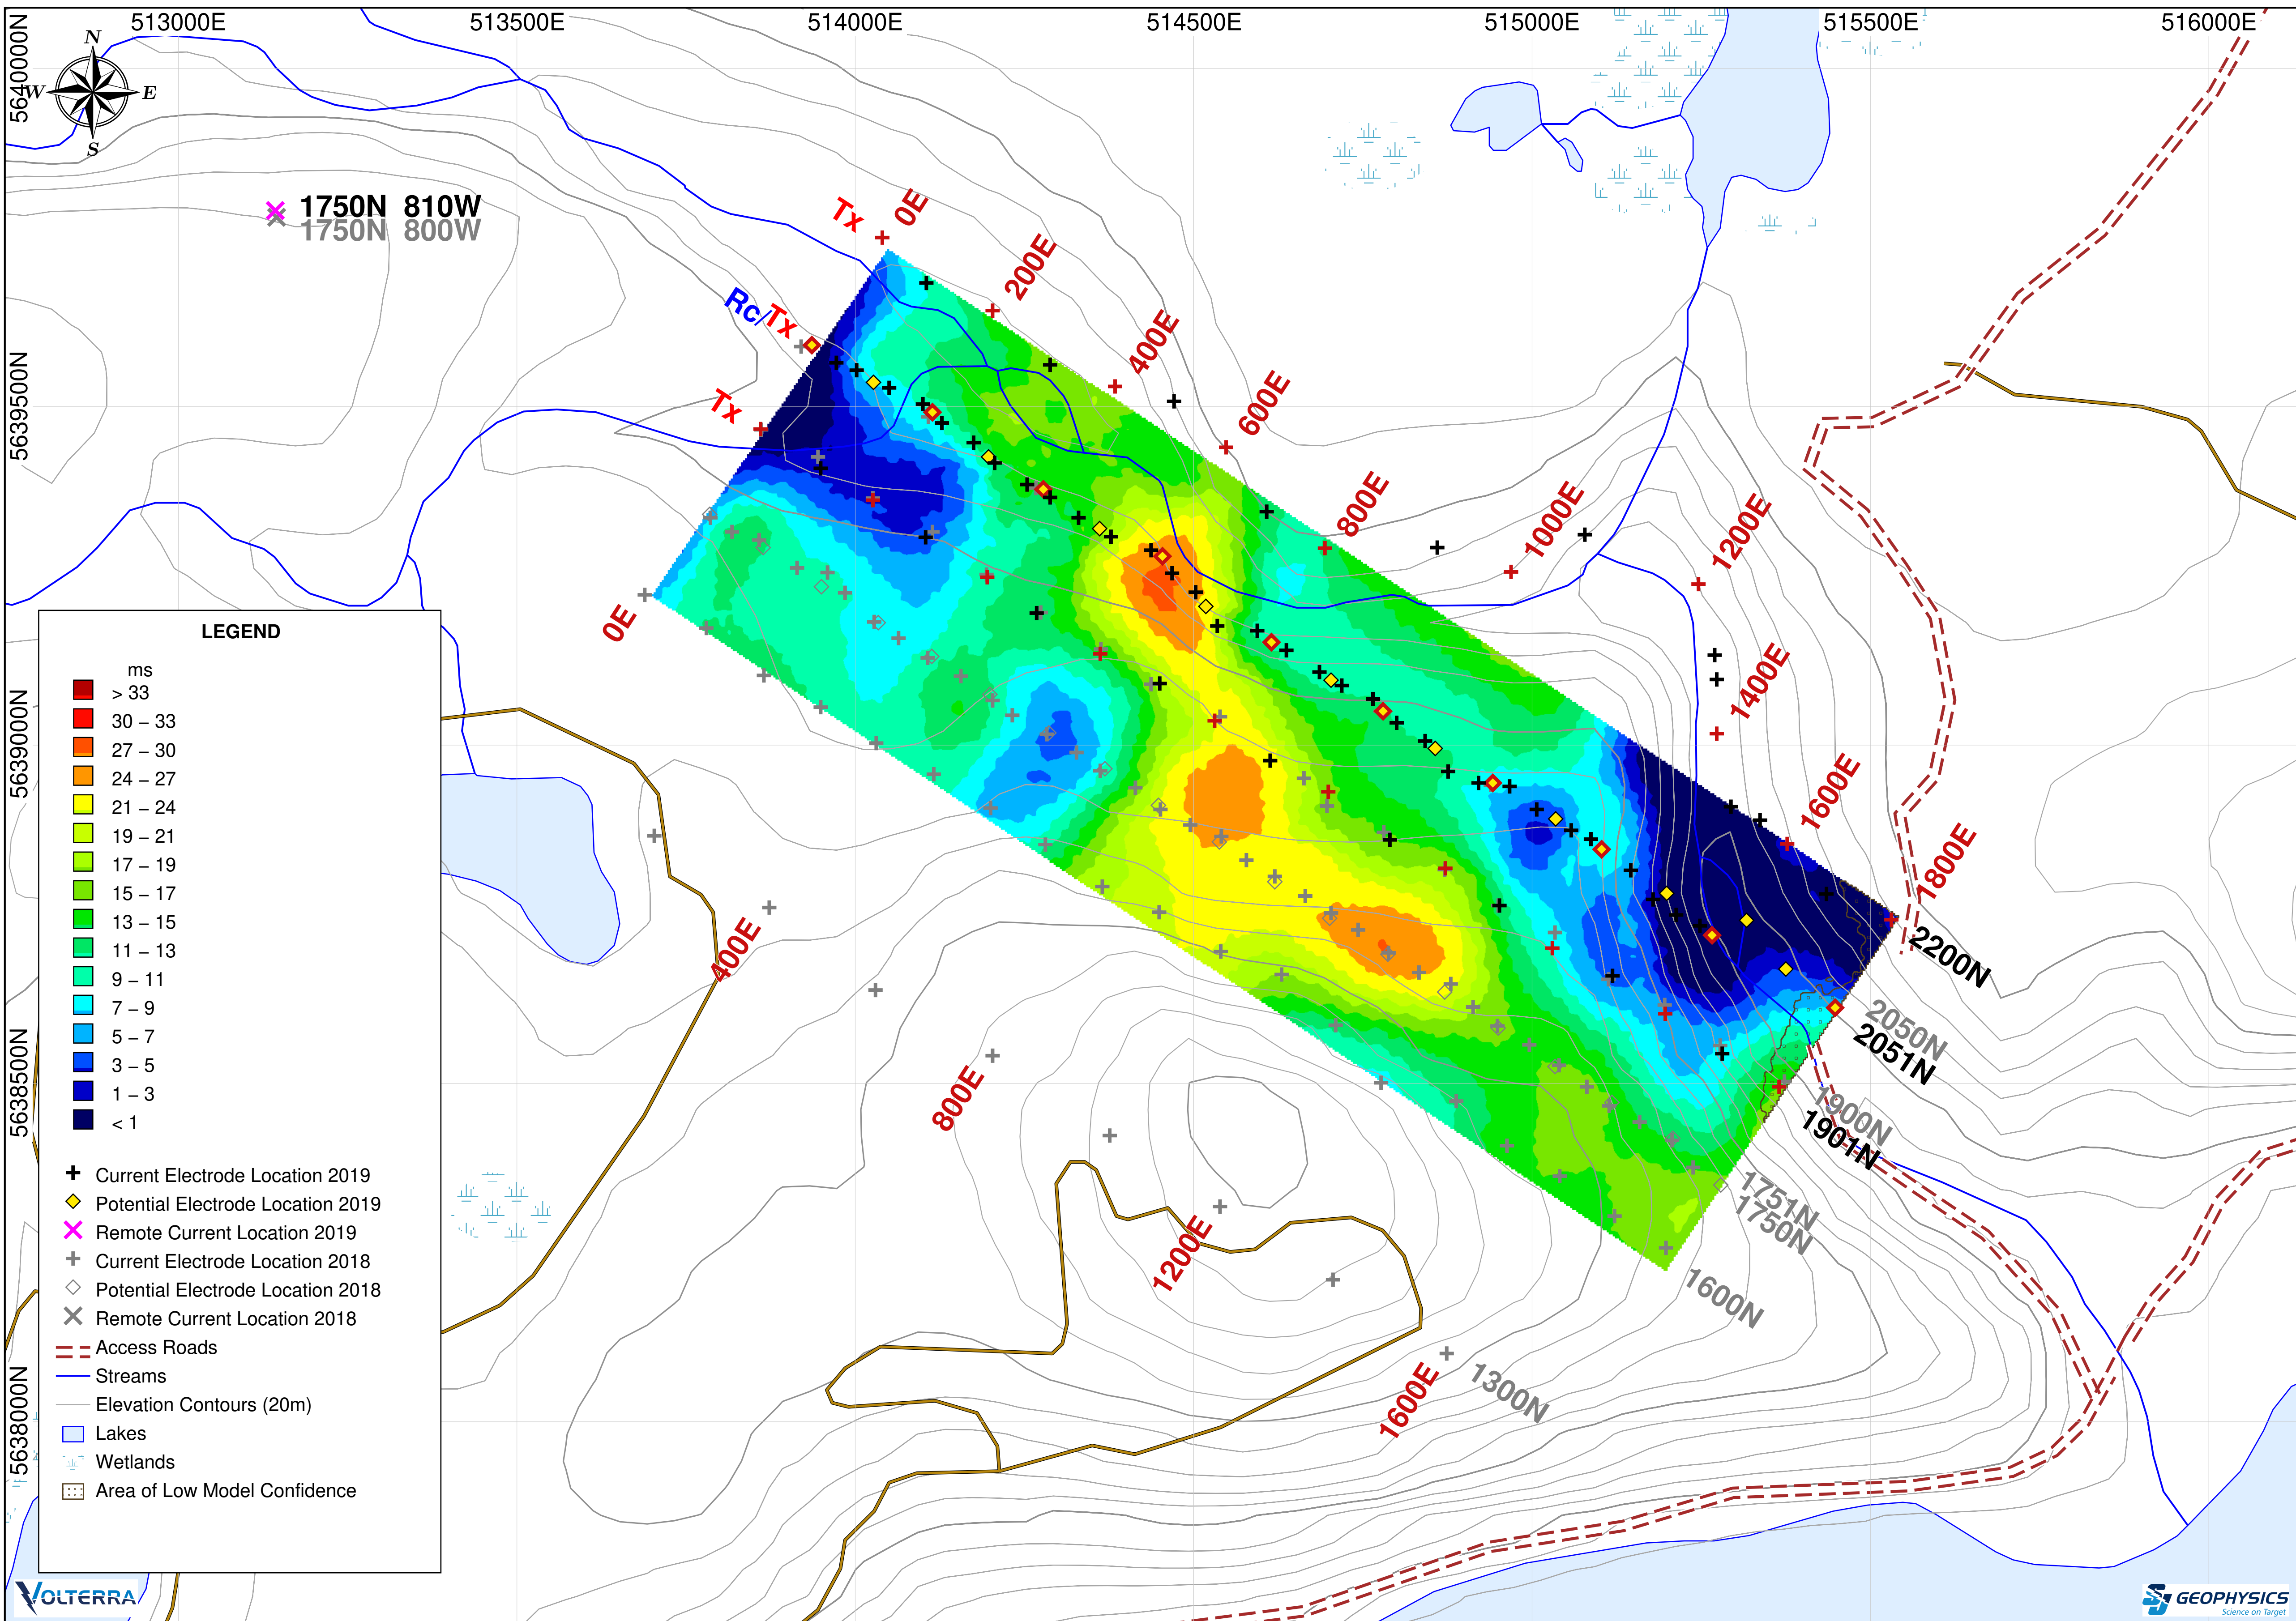 513000E 513500E 514000E 514500E 515000E 515500E 516000E
5640000N
5639500N
5639000N
5638500N
5638000N
N
W E
S
1750N 810W
1750N 800W
Tx 0E
Rc/Tx
Tx
200E
400E
600E
800E
1000E
1200E
1400E
1600E
1800E
0E
400E
800E
1200E
1600E
2200N
2050N
2051N
1900N
1901N
1751N
1750N
1600N
1300N
LEGEND
ms
> 33
30 – 33
27 – 30
24 – 27
21 – 24
19 – 21
17 – 19
15 – 17
13 – 15
11 – 13
9 – 11
7 – 9
5 – 7
3 – 5
1 – 3
< 1
Current Electrode Location 2019
Potential Electrode Location 2019
Remote Current Location 2019
Current Electrode Location 2018
Potential Electrode Location 2018
Remote Current Location 2018
Access Roads
Streams
Elevation Contours (20m)
Lakes
Wetlands
Area of Low Model Confidence
VOLTERRA
SJ GEOPHYSICS
Science on Target